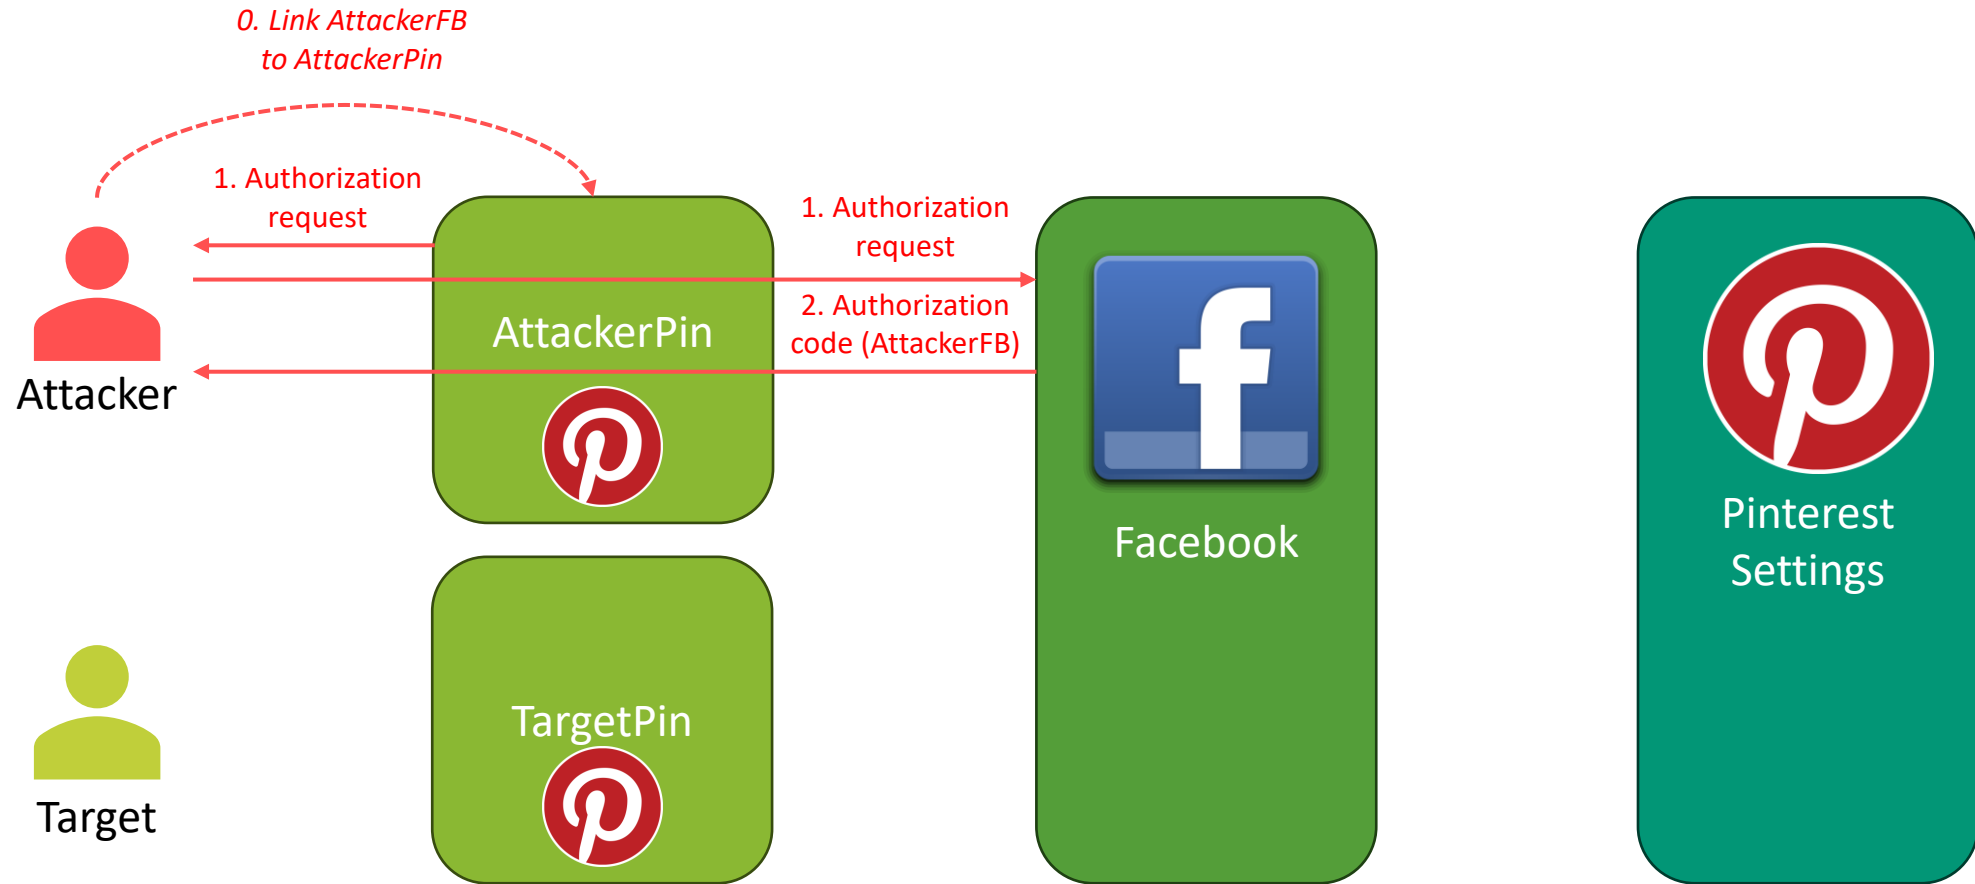 0. Link AttackerFB
to AttackerPin
1. Authorization
request
1. Authorization
request
2. Authorization
code (AttackerFB)
AttackerPin
Attacker
Facebook
Pinterest
Settings
TargetPin
Target